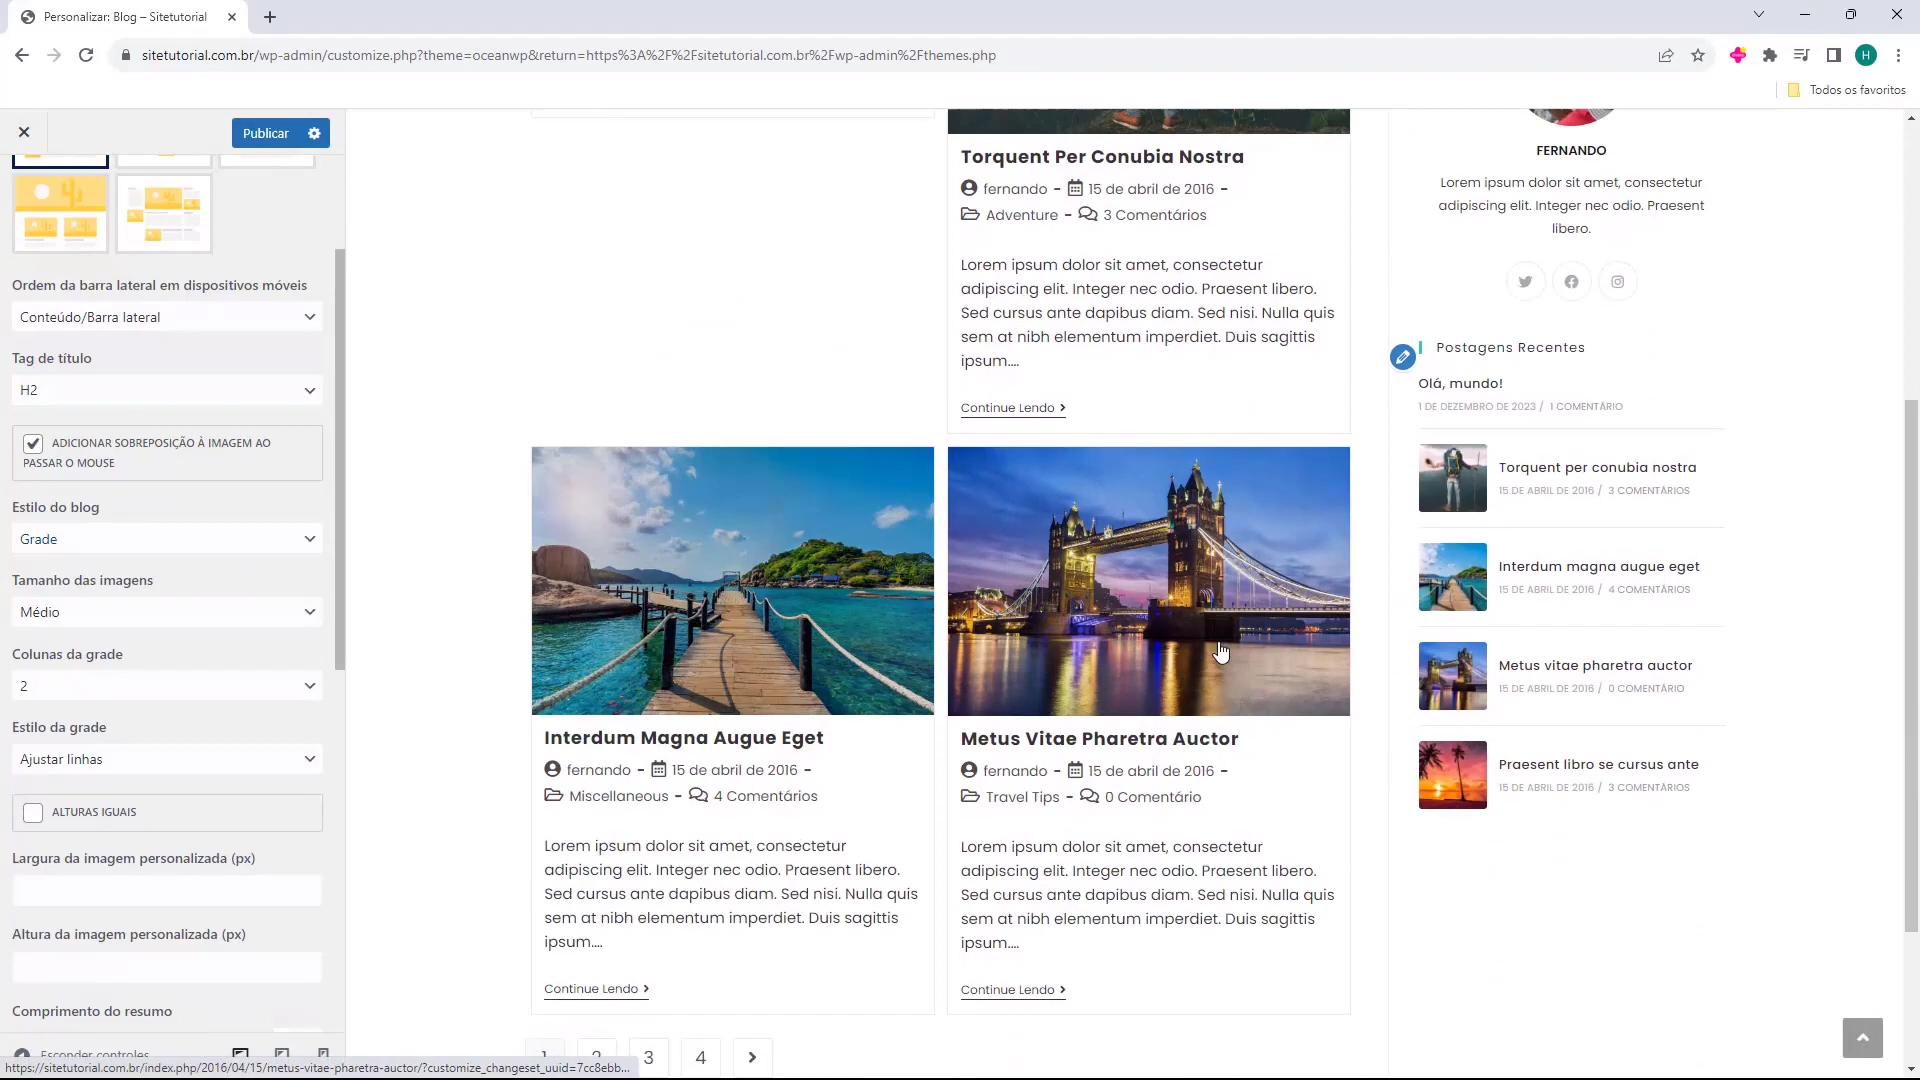 Personalizar: Blog – Sitetutorial
sitetutorial.com.br/wp-admin/customize.php?theme=oceanwp&return=https%3A%2F%2Fsitetutorial.com.br%2Fwp-admin%2Fthemes.php
H
Todos os favoritos
Publicar
Ordem da barra lateral em dispositivos móveis
Conteúdo/Barra lateral
Tag de título
H2
ADICIONAR SOBREPOSIÇÃO À IMAGEM AO
PASSAR O MOUSE
Estilo do blog
Grade
Tamanho das imagens
Médio
Colunas da grade
2
Estilo da grade
Ajustar linhas
ALTURAS IGUAIS
Largura da imagem personalizada (px)
Altura da imagem personalizada (px)
Comprimento do resumo
Esconder controles
https://sitetutorial.com.br/index.php/2016/04/15/metus-vitae-pharetra-auctor/?customize_changeset_uuid=7cc8ebb...
Torquent Per Conubia Nostra
fernando - 15 de abril de 2016 -
Adventure - 3 Comentários
Lorem ipsum dolor sit amet, consectetur
adipiscing elit. Integer nec odio. Praesent libero.
Sed cursus ante dapibus diam. Sed nisi. Nulla quis
sem at nibh elementum imperdiet. Duis sagittis
ipsum....
Continue Lendo
Interdum Magna Augue Eget
fernando - 15 de abril de 2016 -
Miscellaneous - 4 Comentários
Lorem ipsum dolor sit amet, consectetur
adipiscing elit. Integer nec odio. Praesent libero.
Sed cursus ante dapibus diam. Sed nisi. Nulla quis
sem at nibh elementum imperdiet. Duis sagittis
ipsum....
Continue Lendo
Metus Vitae Pharetra Auctor
fernando - 15 de abril de 2016 -
Travel Tips - 0 Comentário
Lorem ipsum dolor sit amet, consectetur
adipiscing elit. Integer nec odio. Praesent libero.
Sed cursus ante dapibus diam. Sed nisi. Nulla quis
sem at nibh elementum imperdiet. Duis sagittis
ipsum....
Continue Lendo
1 2 3 4
FERNANDO
Lorem ipsum dolor sit amet, consectetur
adipiscing elit. Integer nec odio. Praesent
libero.
Postagens Recentes
Olá, mundo!
1 DE DEZEMBRO DE 2023 / 1 COMENTÁRIO
Torquent per conubia nostra
15 DE ABRIL DE 2016 / 3 COMENTÁRIOS
Interdum magna augue eget
15 DE ABRIL DE 2016 / 4 COMENTÁRIOS
Metus vitae pharetra auctor
15 DE ABRIL DE 2016 / 0 COMENTÁRIO
Praesent libro se cursus ante
15 DE ABRIL DE 2016 / 3 COMENTÁRIOS